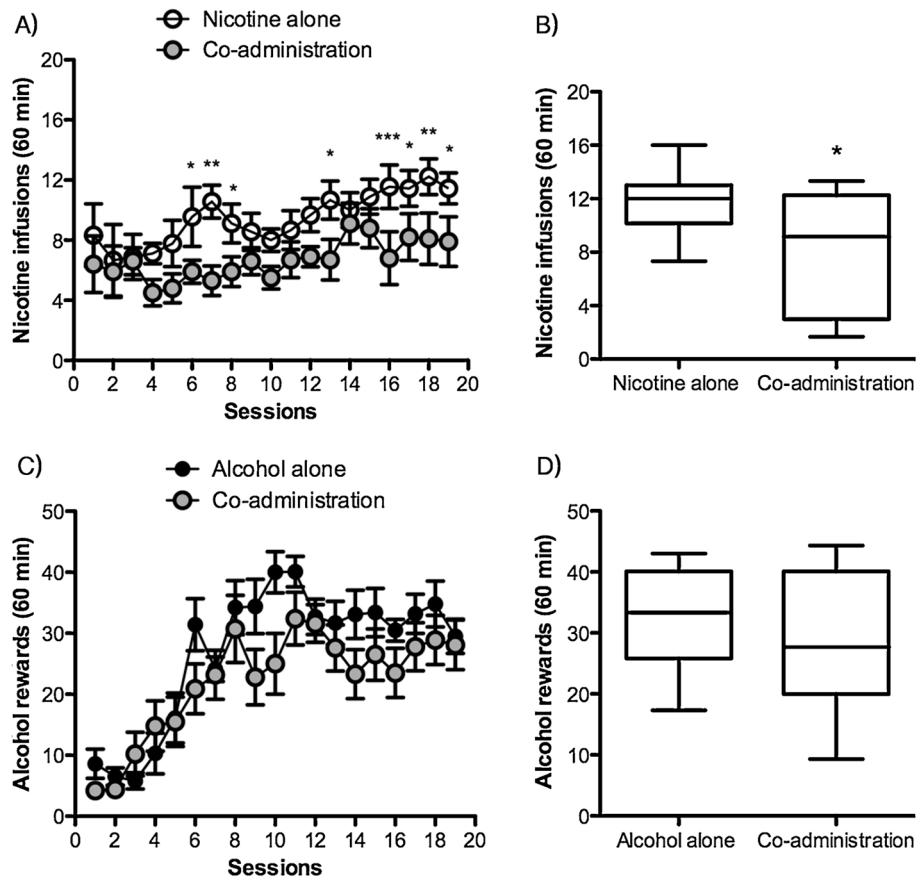 A)
Nicotine alone
Co-administration
Nicotine infusions (60 min)
20
16
12
8
4
0
* ** * * *** * ** *
0 2 4 6 8 10 12 14 16 18 20
Sessions
B)
Nicotine infusions (60 min)
20
16
12
8
4
0
*
Nicotine alone Co-administration
C)
Alcohol alone
Co-administration
Alcohol rewards (60 min)
50
40
30
20
10
0
0 2 4 6 8 10 12 14 16 18 20
Sessions
D)
Alcohol rewards (60 min)
50
40
30
20
10
0
Alcohol alone Co-administration